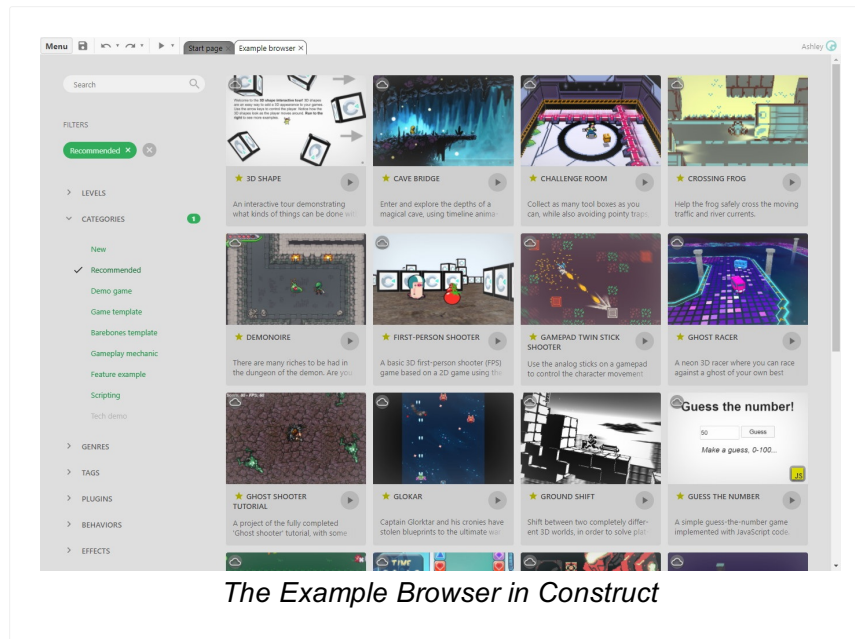 Menu
Start page
Example browser
Ashley
Search
FILTERS
Recommended
LEVELS
CATEGORIES
1
New
Recommended
Demo game
Game template
Barebones template
Gameplay mechanic
Feature example
Scripting
Tech demo
GENRES
TAGS
PLUGINS
BEHAVIORS
EFFECTS
3D SHAPE
An interactive tour demonstrating
what kinds of things can be done with
CAVE BRIDGE
Enter and explore the depths of a
magical cave, using timeline anima-
CHALLENGE ROOM
Collect as many tool boxes as you
can, while also avoiding pointy traps.
CROSSING FROG
Help the frog safely cross the moving
traffic and river currents.
DEMONOIRE
There are many riches to be had in
the dungeon of the demon. Are you
FIRST-PERSON SHOOTER
A basic 3D first-person shooter (FPS)
game based on a 2D game using the
GAMEPAD TWIN STICK
SHOOTER
Use the analog sticks on a gamepad
to control the character movement
GHOST RACER
A neon 3D racer where you can race
against a ghost of your own best
GHOST SHOOTER
TUTORIAL
A project of the fully completed
'Ghost shooter' tutorial, with some
GLOKAR
Captain Glorktar and his cronies have
stolen blueprints to the ultimate
GROUND SHIFT
Shift between two completely differ-
ent 3D worlds, in order to solve
Guess the number!
50
Guess
Make a guess, 0-100...
JS
GUESS THE NUMBER
A simple guess-the-number game
implemented with JavaScript code.
TIME
The Example Browser in Construct